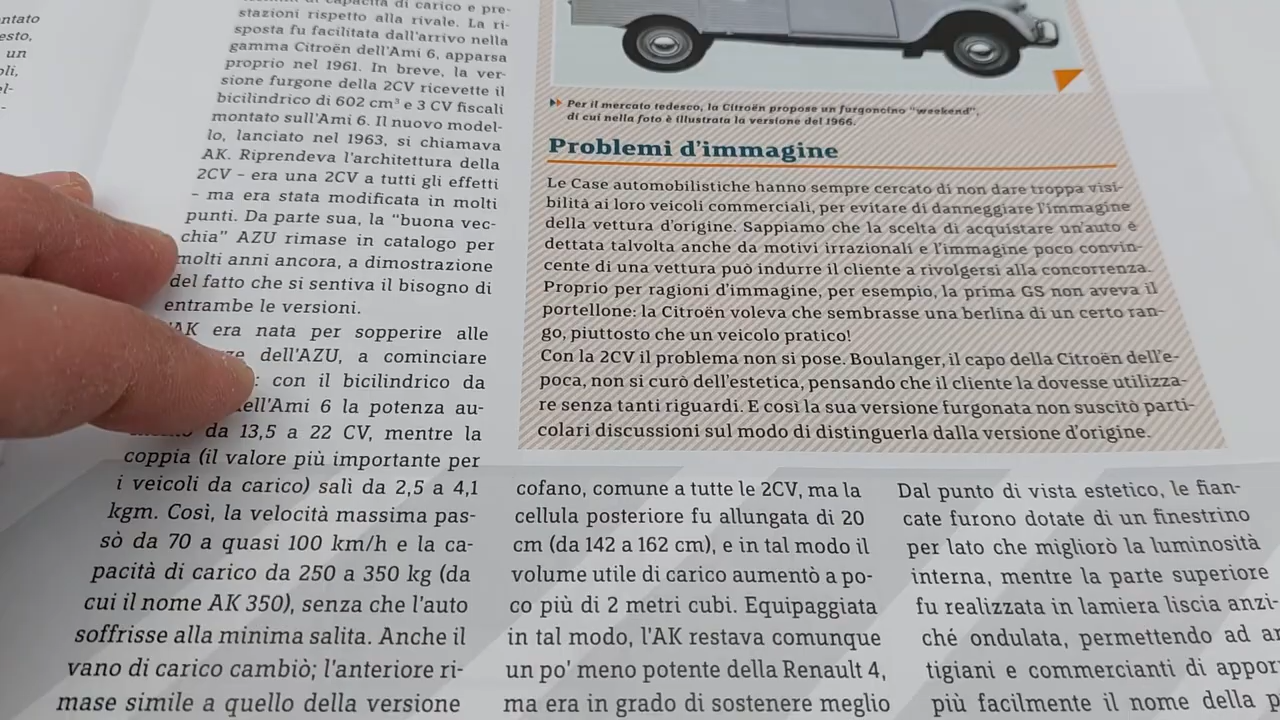 ntato
esto,
un
oli,
el-
-
di capacità di carico e pre-
stazioni rispetto alla rivale. La ri-
sposta fu facilitata dall'arrivo nella
gamma Citroën dell'Ami 6, apparsa
proprio nel 1961. In breve, la ver-
sione furgone della 2CV ricevette il
bicilindrico di 602 cm³ e 3 CV fiscali
montato sull'Ami 6. Il nuovo model-
lo, lanciato nel 1963, si chiamava
AK. Riprendeva l'architettura della
2CV – era una 2CV a tutti gli effetti
– ma era stata modificata in molti
punti. Da parte sua, la "buona vec-
chia" AZU rimase in catalogo per
molti anni ancora, a dimostrazione
del fatto che si sentiva il bisogno di
entrambe le versioni.
'AK era nata per sopperire alle
dell'AZU, a cominciare
: con il bicilindrico da
ell'Ami 6 la potenza au-
da 13,5 a 22 CV, mentre la
coppia (il valore più importante per
i veicoli da carico) salì da 2,5 a 4,1
kgm. Così, la velocità massima pas-
sò da 70 a quasi 100 km/h e la ca-
pacità di carico da 250 a 350 kg (da
cui il nome AK 350), senza che l'auto
soffrisse alla minima salita. Anche il
vano di carico cambiò; l'anteriore ri-
mase simile a quello della versione
Per il mercato tedesco, la Citroën propose un furgoncino "weekend",
di cui nella foto è illustrata la versione del 1966.
Problemi d'immagine
Le Case automobilistiche hanno sempre cercato di non dare troppa visi-
bilità ai loro veicoli commerciali, per evitare di danneggiare l'immagine
della vettura d'origine. Sappiamo che la scelta di acquistare un'auto è
dettata talvolta anche da motivi irrazionali e l'immagine poco convin-
cente di una vettura può indurre il cliente a rivolgersi alla concorrenza.
Proprio per ragioni d'immagine, per esempio, la prima GS non aveva il
portellone: la Citroën voleva che sembrasse una berlina di un certo ran-
go, piuttosto che un veicolo pratico!
Con la 2CV il problema non si pose. Boulanger, il capo della Citroën dell'e-
poca, non si curò dell'estetica, pensando che il cliente la dovesse utilizza-
re senza tanti riguardi. E così la sua versione furgonata non suscitò parti-
colari discussioni sul modo di distinguerla dalla versione d'origine.
cofano, comune a tutte le 2CV, ma la
cellula posteriore fu allungata di 20
cm (da 142 a 162 cm), e in tal modo il
volume utile di carico aumentò a po-
co più di 2 metri cubi. Equipaggiata
in tal modo, l'AK restava comunque
un po' meno potente della Renault 4,
ma era in grado di sostenere meglio
Dal punto di vista estetico, le fian-
cate furono dotate di un finestrino
per lato che migliorò la luminosità
interna, mentre la parte superiore
fu realizzata in lamiera liscia anzi-
ché ondulata, permettendo ad ar
tigiani e commercianti di appor
più facilmente il nome della p